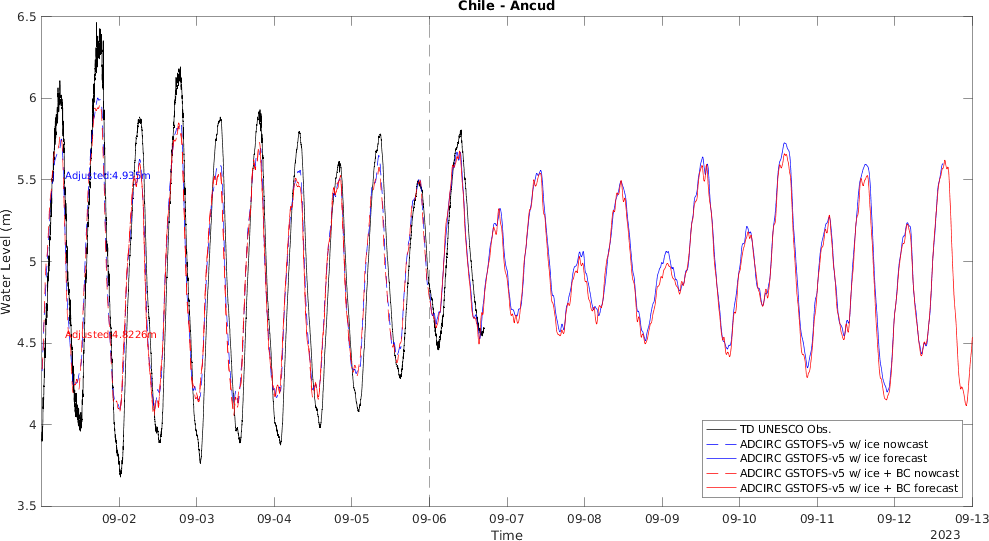 Chile - Ancud
Water Level (m)
6.5
6
5.5
5
4.5
4
3.5
Adjusted:4.935m
Adjusted:4.8226m
TD UNESCO Obs.
ADCIRC GSTOFS-v5 w/ ice nowcast
ADCIRC GSTOFS-v5 w/ ice forecast
ADCIRC GSTOFS-v5 w/ ice + BC nowcast
ADCIRC GSTOFS-v5 w/ ice + BC forecast
09-02 09-03 09-04 09-05 09-06 09-07 09-08 09-09 09-10 09-11 09-12 09-13
Time
2023